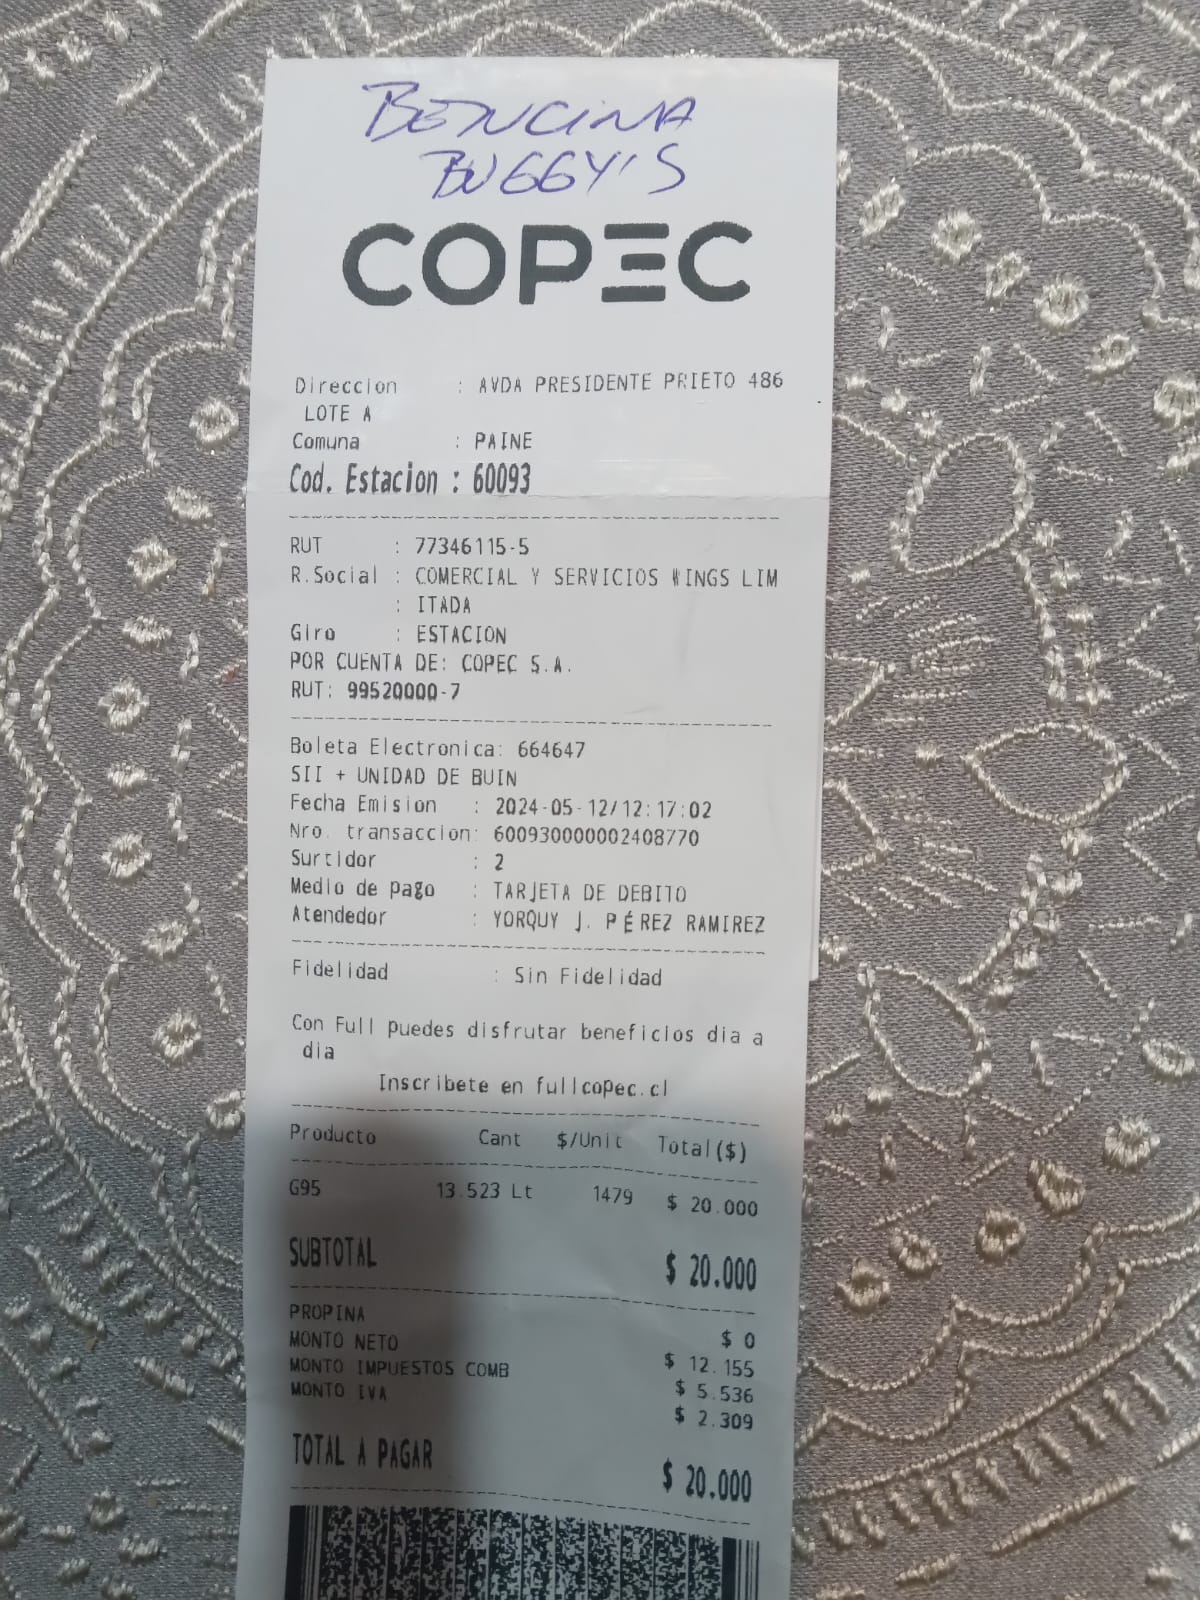 BENCINA
BUGGY'S
COPEC
Direccion : AVDA PRESIDENTE PRIETO 486
LOTE A
Comuna : PAINE
Cod. Estacion : 60093
RUT : 77346115-5
R.Social : COMERCIAL Y SERVICIOS WINGS LIM
: ITADA
Giro : ESTACION
POR CUENTA DE: COPEC S.A.
RUT: 99520000-7
Boleta Electronica: 664647
SII + UNIDAD DE BUIN
Fecha Emision : 2024-05-12/12:17:02
Nro. transaccion: 600930000002408770
Surtidor : 2
Medio de pago : TARJETA DE DEBITO
Atendedor : YORQUY J. PÉREZ RAMIREZ
Fidelidad : Sin Fidelidad
Con Full puedes disfrutar beneficios dia a
dia
Inscribete en fullcopec.cl
Producto Cant $/Unit Total($)
G95 13.523 Lt 1479 $ 20.000
SUBTOTAL $ 20.000
PROPINA $ 0
MONTO NETO $ 12.155
MONTO IMPUESTOS COMB $ 5.536
MONTO IVA $ 2.309
TOTAL A PAGAR $ 20.000